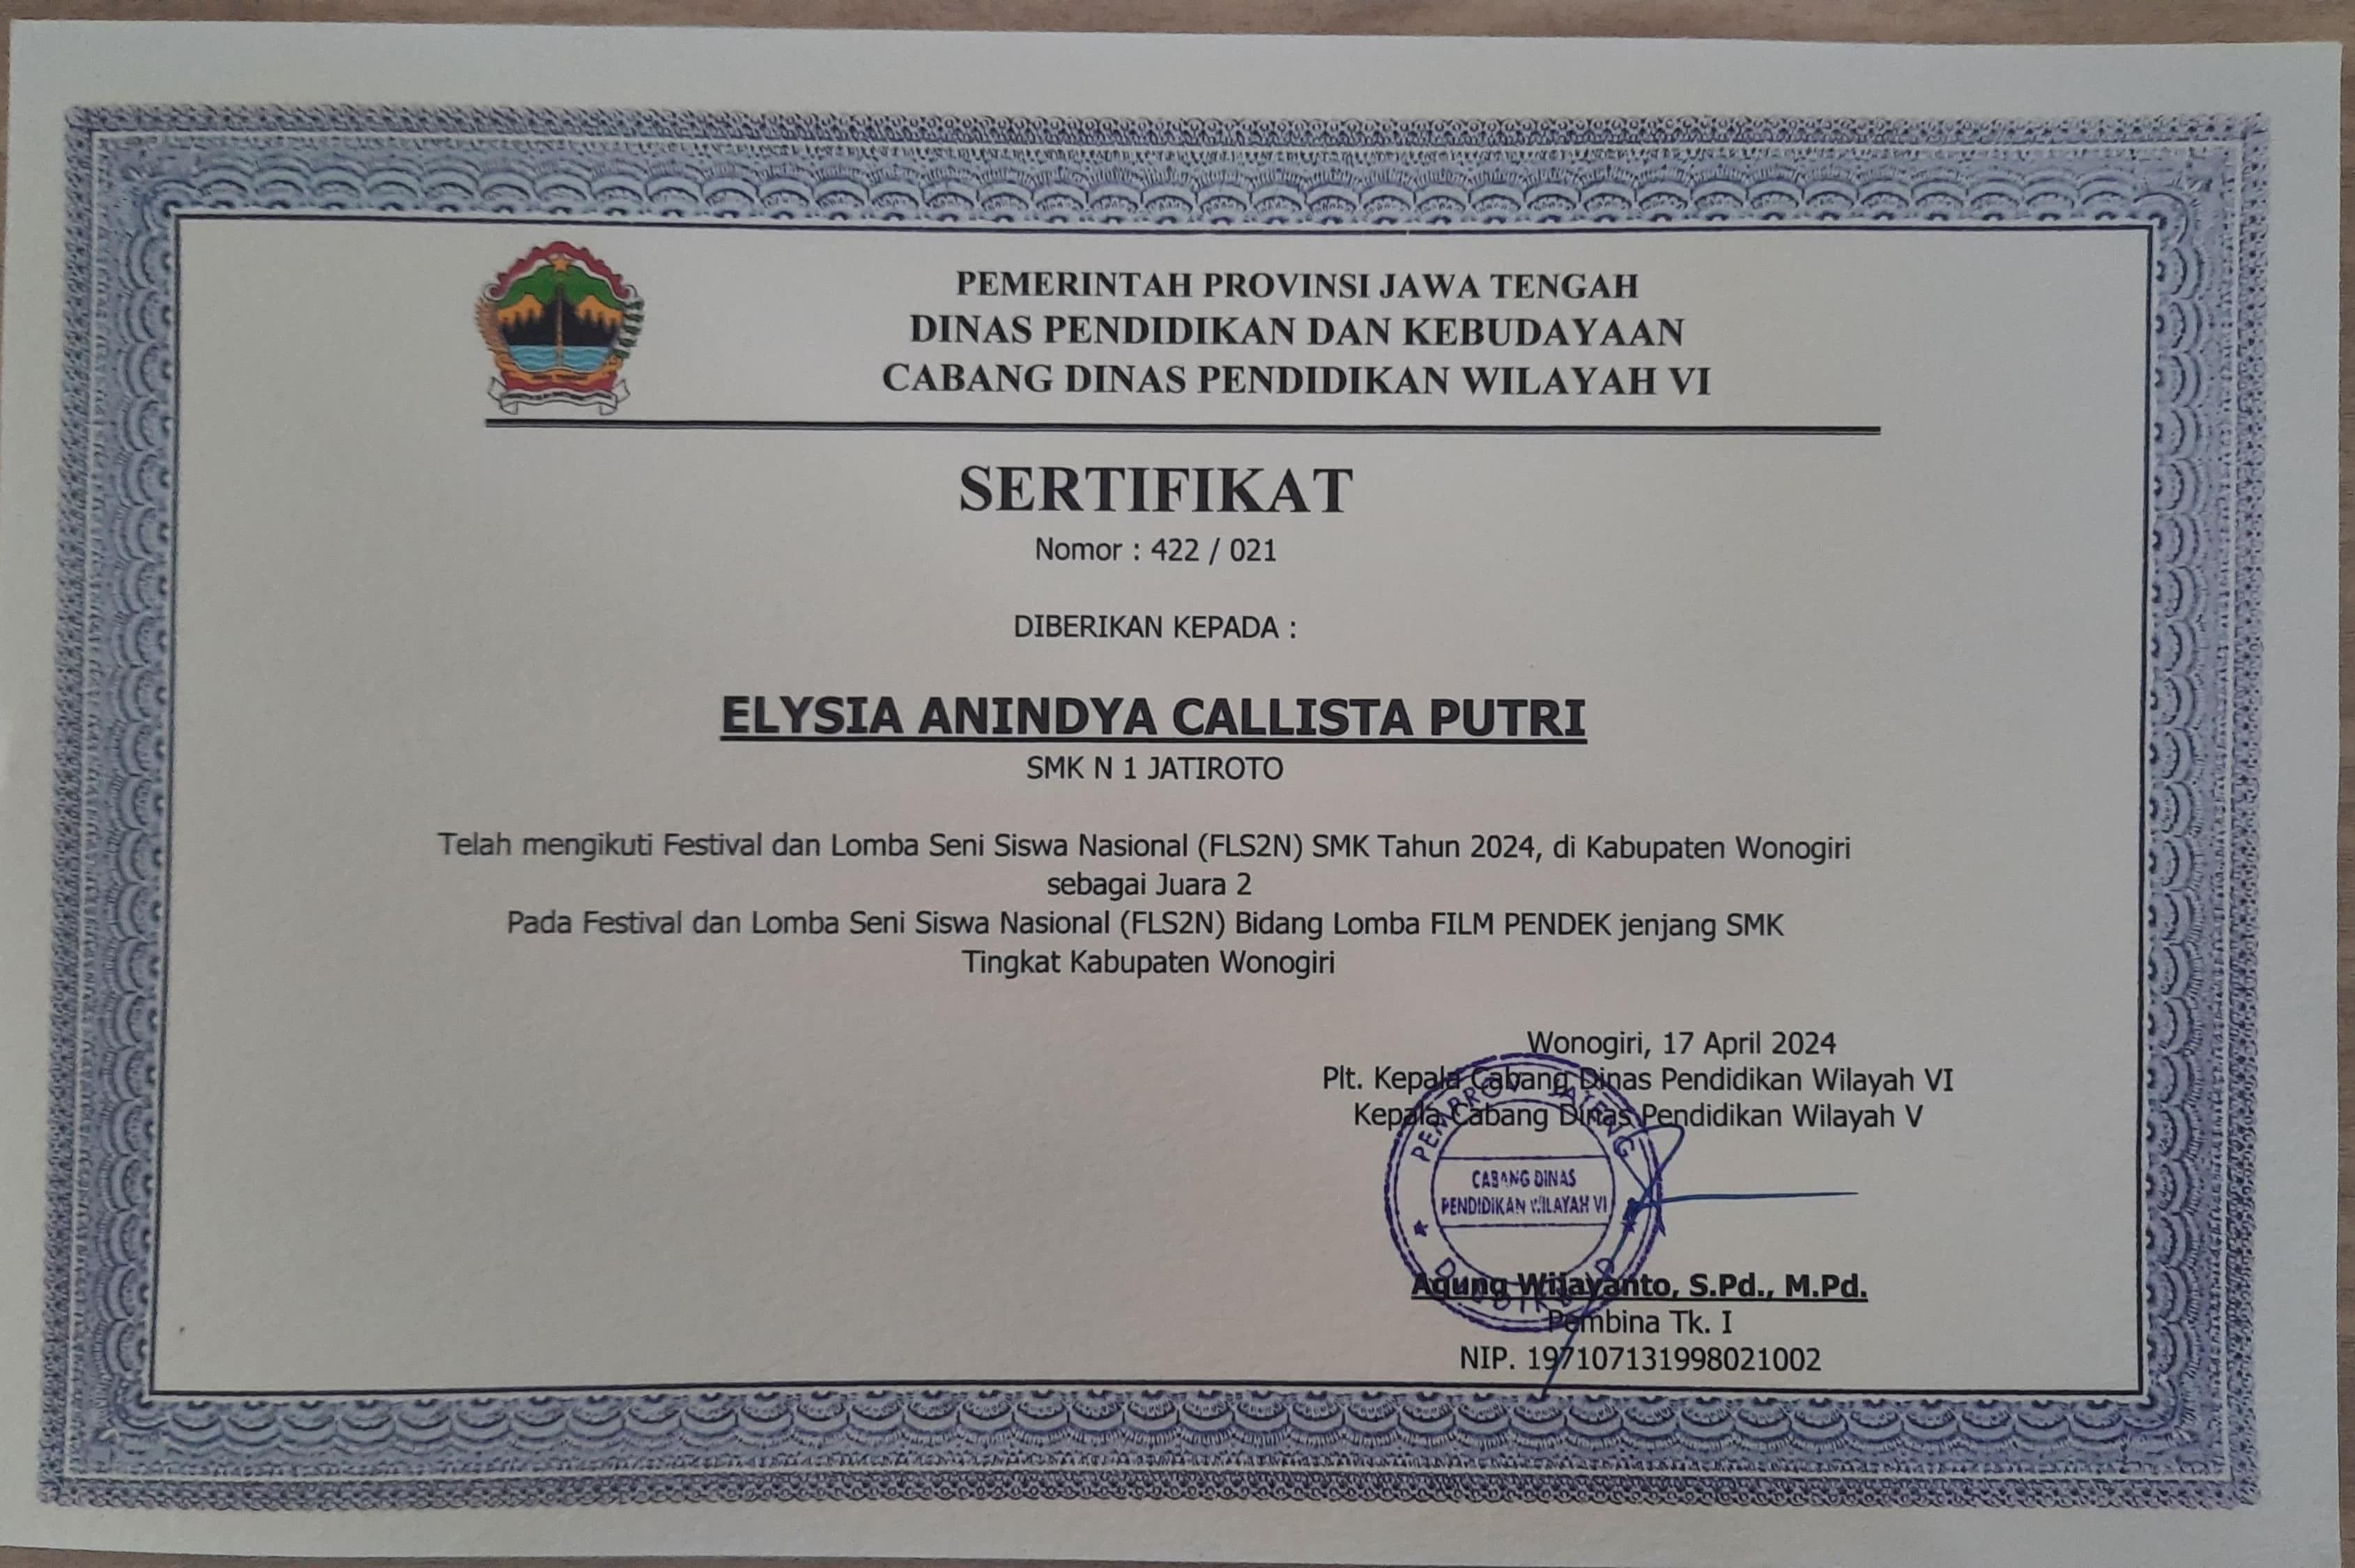 PEMERINTAH PROVINSI JAWA TENGAH
DINAS PENDIDIKAN DAN KEBUDAYAAN
CABANG DINAS PENDIDIKAN WILAYAH VI
SERTIFIKAT
Nomor : 422 / 021
DIBERIKAN KEPADA :
ELYSIA ANINDYA CALLISTA PUTRI
SMK N 1 JATIROTO
Telah mengikuti Festival dan Lomba Seni Siswa Nasional (FLS2N) SMK Tahun 2024, di Kabupaten Wonogiri
sebagai Juara 2
Pada Festival dan Lomba Seni Siswa Nasional (FLS2N) Bidang Lomba FILM PENDEK jenjang SMK
Tingkat Kabupaten Wonogiri
Wonogiri, 17 April 2024
Plt. Kepala Cabang Dinas Pendidikan Wilayah VI
Kepala Cabang Dinas Pendidikan Wilayah V
PEMPROV JATENG
CABANG DINAS
PENDIDIKAN WILAYAH VI
Agung Wijayanto, S.Pd., M.Pd.
Pembina Tk. I
NIP. 197107131998021002